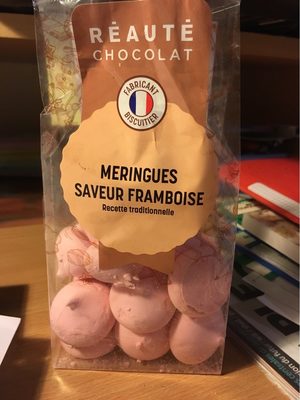 RÉAUTÉ
CHOCOLAT
FABRICANT
BISCUITIER
MERINGUES
SAVEUR FRAMBOISE
Recette traditionnelle